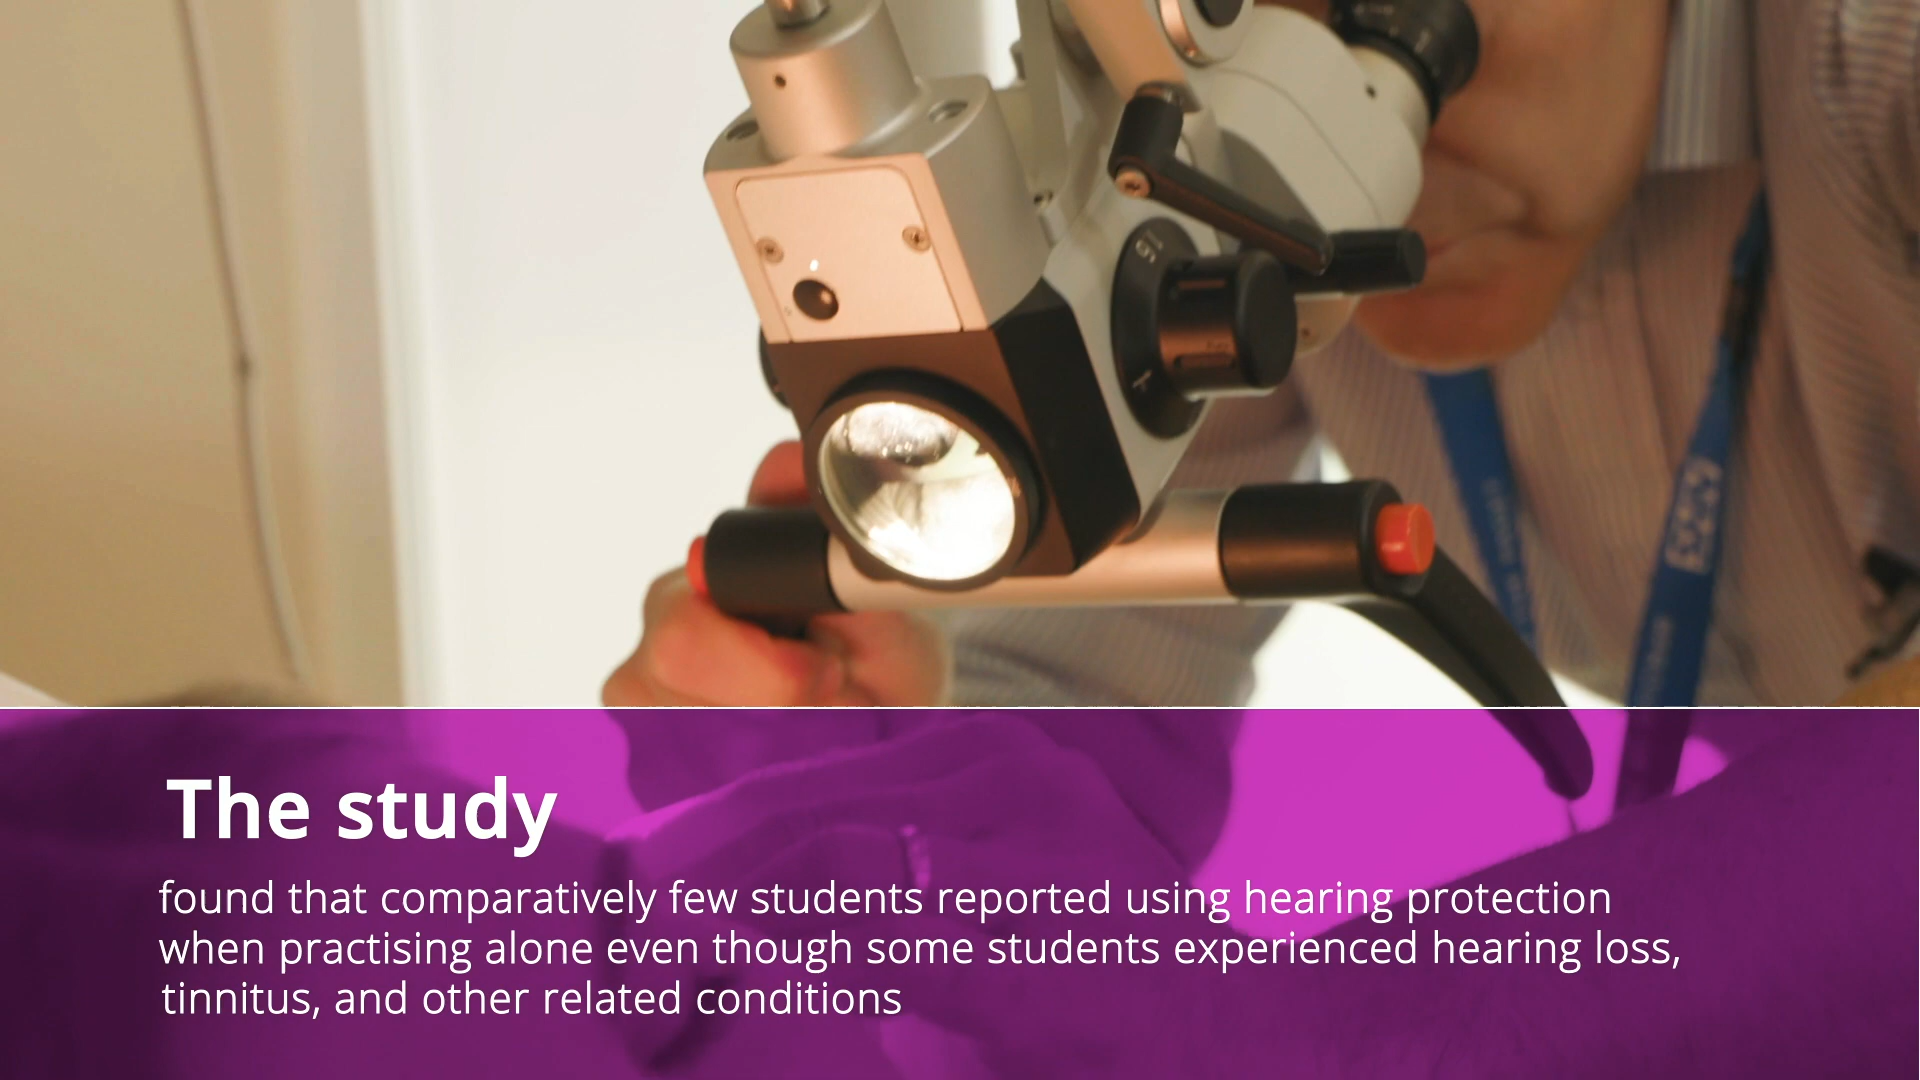 The study
found that comparatively few students reported using hearing protection
when practising alone even though some students experienced hearing loss,
tinnitus, and other related conditions